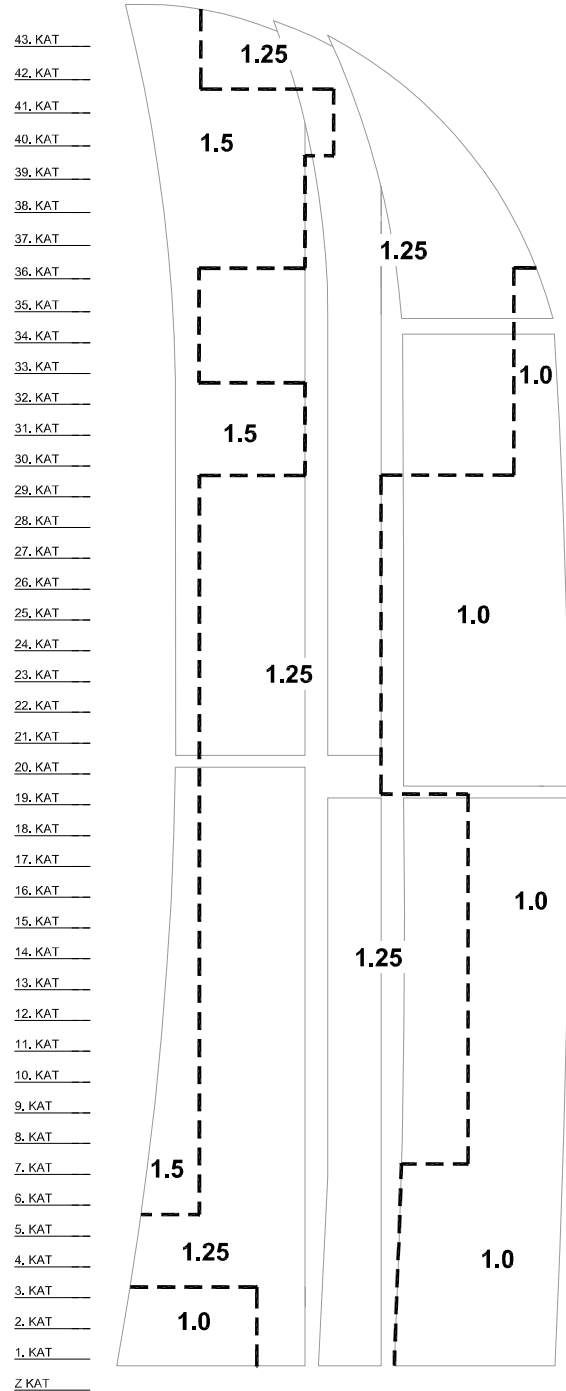 43. KAT
1.25
42. KAT
41. KAT
40. KAT
1.5
39. KAT
38. KAT
37. KAT
1.25
36. KAT
35. KAT
34. KAT
33. KAT
1.0
32. KAT
31. KAT
1.5
30. KAT
29. KAT
28. KAT
27. KAT
26. KAT
25. KAT
1.0
24. KAT
23. KAT
1.25
22. KAT
21. KAT
20. KAT
19. KAT
18. KAT
17. KAT
16. KAT
1.0
15. KAT
14. KAT
1.25
13. KAT
12. KAT
11. KAT
10. KAT
9. KAT
8. KAT
7. KAT
1.5
6. KAT
5. KAT
1.25
4. KAT
1.0
3. KAT
2. KAT
1.0
1. KAT
Z KAT